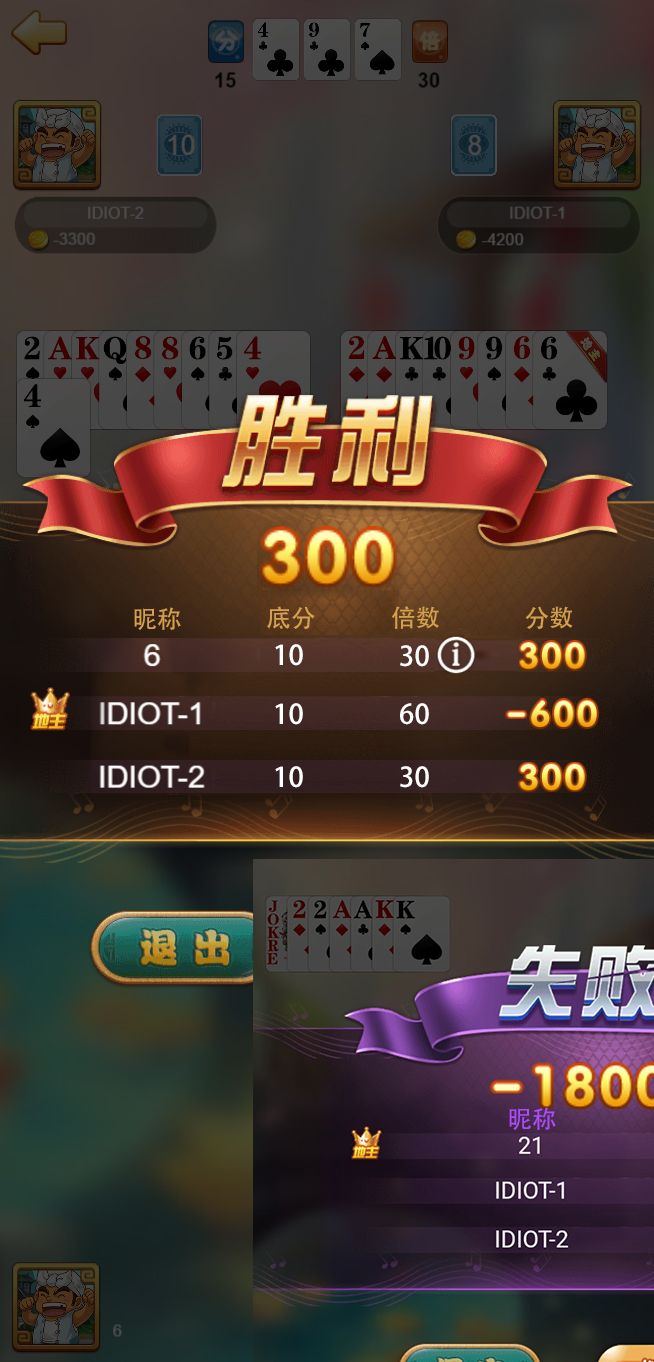 分 4 9 7 倍
15 30
10 8
IDIOT-2 IDIOT-1
-3300 -4200
2 A K Q 8 8 6 5 4 2 A K 10 9 9 6 6 地主
4
胜利
300
昵称 底分 倍数 分数
6 10 30 i 300
地主 IDIOT-1 10 60 -600
IDIOT-2 10 30 300
JOKRE 2 2 A A K K
退出
失败
-1800
昵称
地主 21
IDIOT-1
IDIOT-2
6